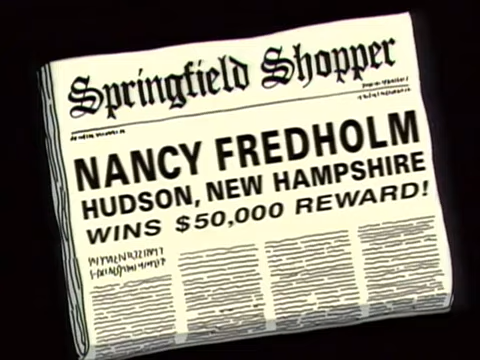 Springfield Shopper
NANCY FREDHOLM
HUDSON, NEW HAMPSHIRE
WINS $50,000 REWARD!